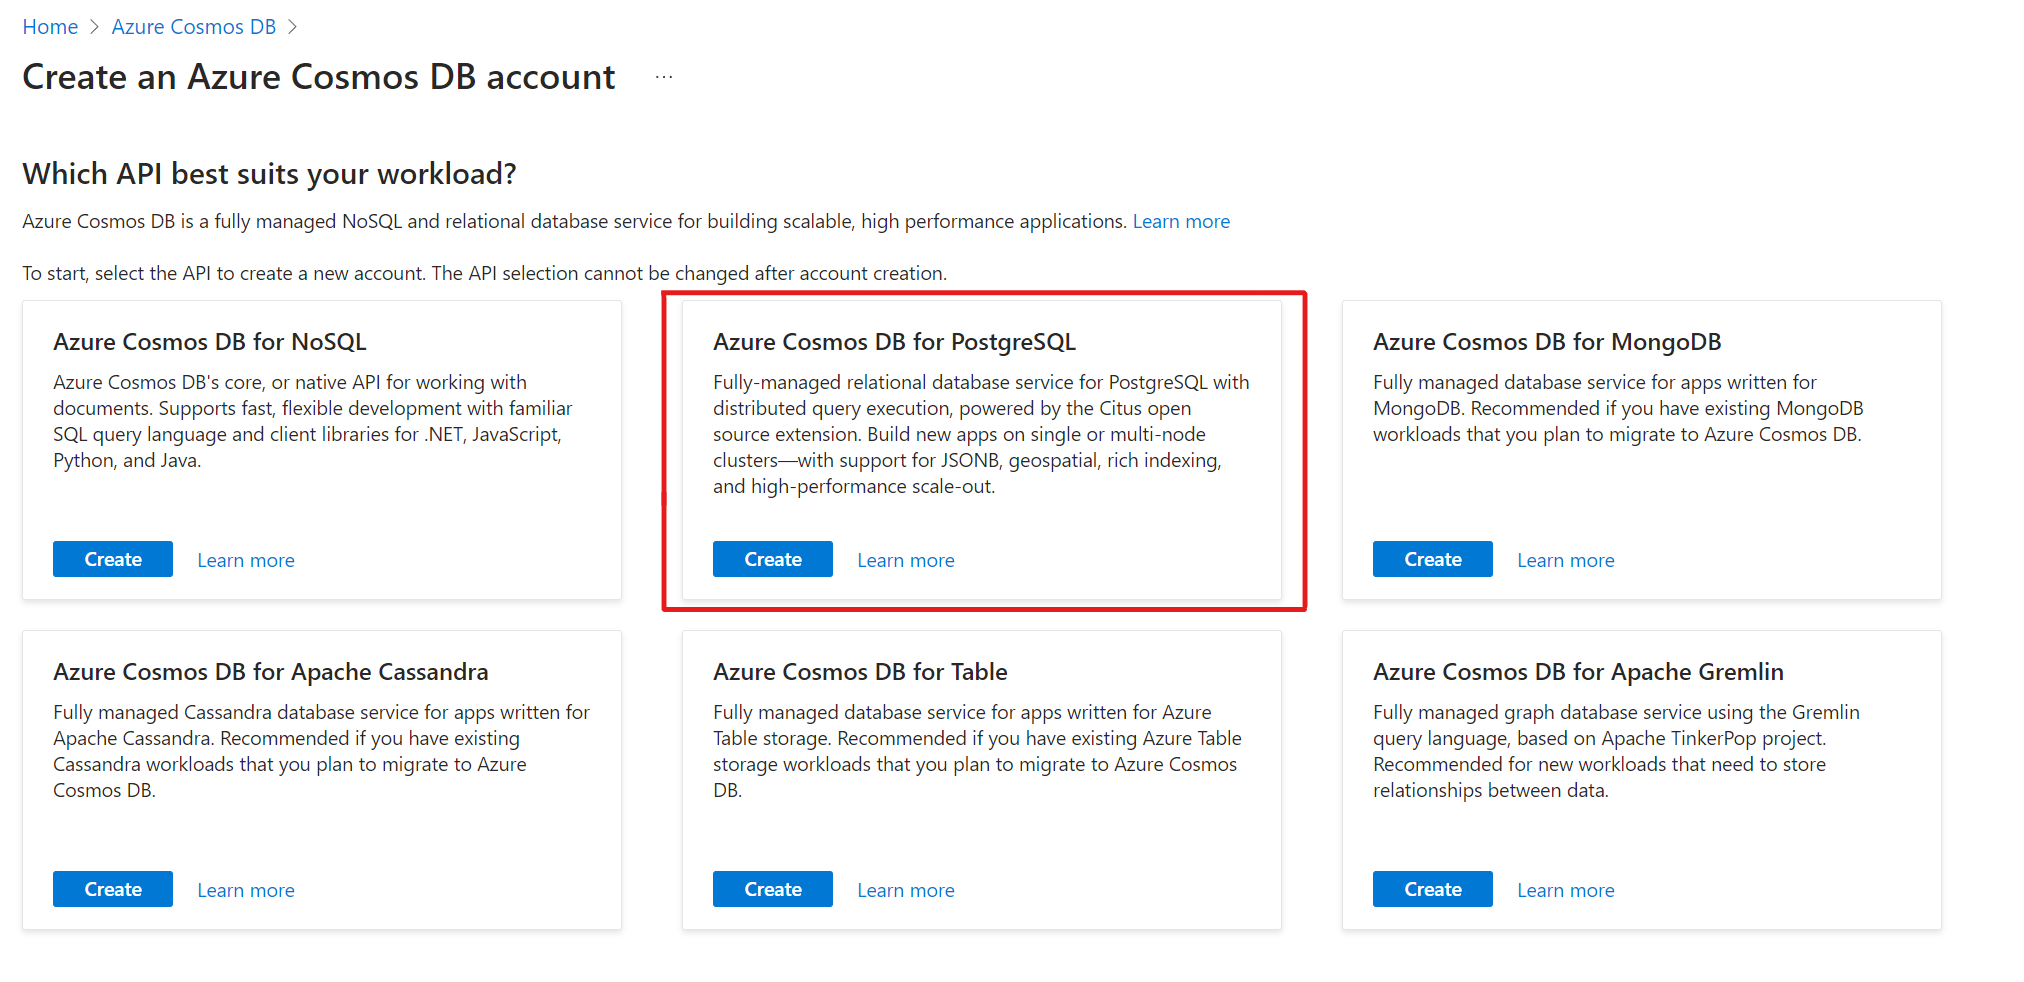 Home > Azure Cosmos DB >
Create an Azure Cosmos DB account ...
Which API best suits your workload?
Azure Cosmos DB is a fully managed NoSQL and relational database service for building scalable, high performance applications. Learn more
To start, select the API to create a new account. The API selection cannot be changed after account creation.
Azure Cosmos DB for NoSQL
Azure Cosmos DB's core, or native API for working with
documents. Supports fast, flexible development with familiar
SQL query language and client libraries for .NET, JavaScript,
Python, and Java.
Create Learn more
Azure Cosmos DB for PostgreSQL
Fully-managed relational database service for PostgreSQL with
distributed query execution, powered by the Citus open
source extension. Build new apps on single or multi-node
clusters—with support for JSONB, geospatial, rich indexing,
and high-performance scale-out.
Create Learn more
Azure Cosmos DB for MongoDB
Fully managed database service for apps written for
MongoDB. Recommended if you have existing MongoDB
workloads that you plan to migrate to Azure Cosmos DB.
Create Learn more
Azure Cosmos DB for Apache Cassandra
Fully managed Cassandra database service for apps written for
Apache Cassandra. Recommended if you have existing
Cassandra workloads that you plan to migrate to Azure
Cosmos DB.
Create Learn more
Azure Cosmos DB for Table
Fully managed database service for apps written for Azure
Table storage. Recommended if you have existing Azure Table
storage workloads that you plan to migrate to Azure Cosmos
DB.
Create Learn more
Azure Cosmos DB for Apache Gremlin
Fully managed graph database service using the Gremlin
query language, based on Apache TinkerPop project.
Recommended for new workloads that need to store
relationships between data.
Create Learn more